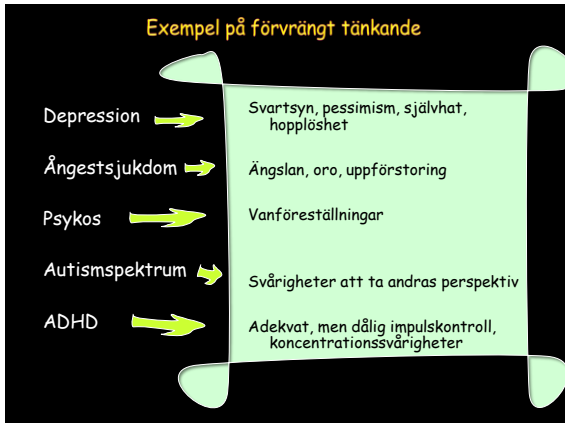 Exempel på förvrängt tänkande
Depression
Svartsyn, pessimism, självhat,
hopplöshet
Ångestsjukdom
Ängslan, oro, uppförstoring
Psykos
Vanföreställningar
Autismspektrum
Svårigheter att ta andras perspektiv
ADHD
Adekvat, men dålig impulskontroll,
koncentrationssvårigheter